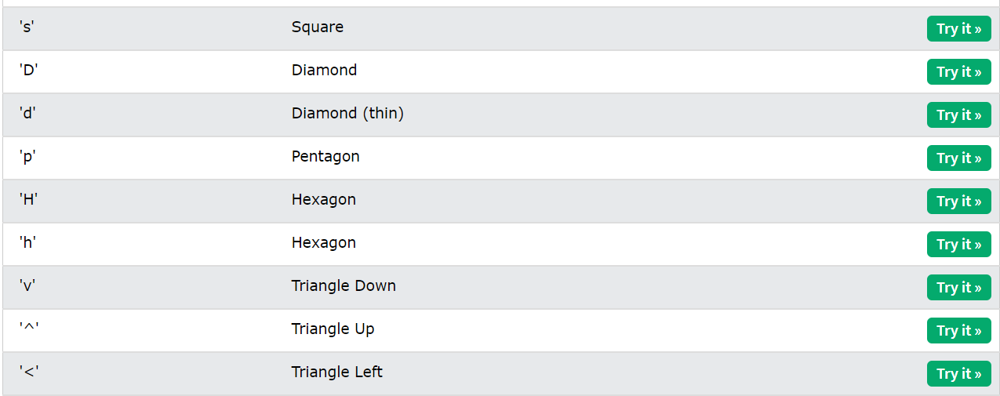 's' Square Try it »
'D' Diamond Try it »
'd' Diamond (thin) Try it »
'p' Pentagon Try it »
'H' Hexagon Try it »
'h' Hexagon Try it »
'v' Triangle Down Try it »
'^' Triangle Up Try it »
'<' Triangle Left Try it »